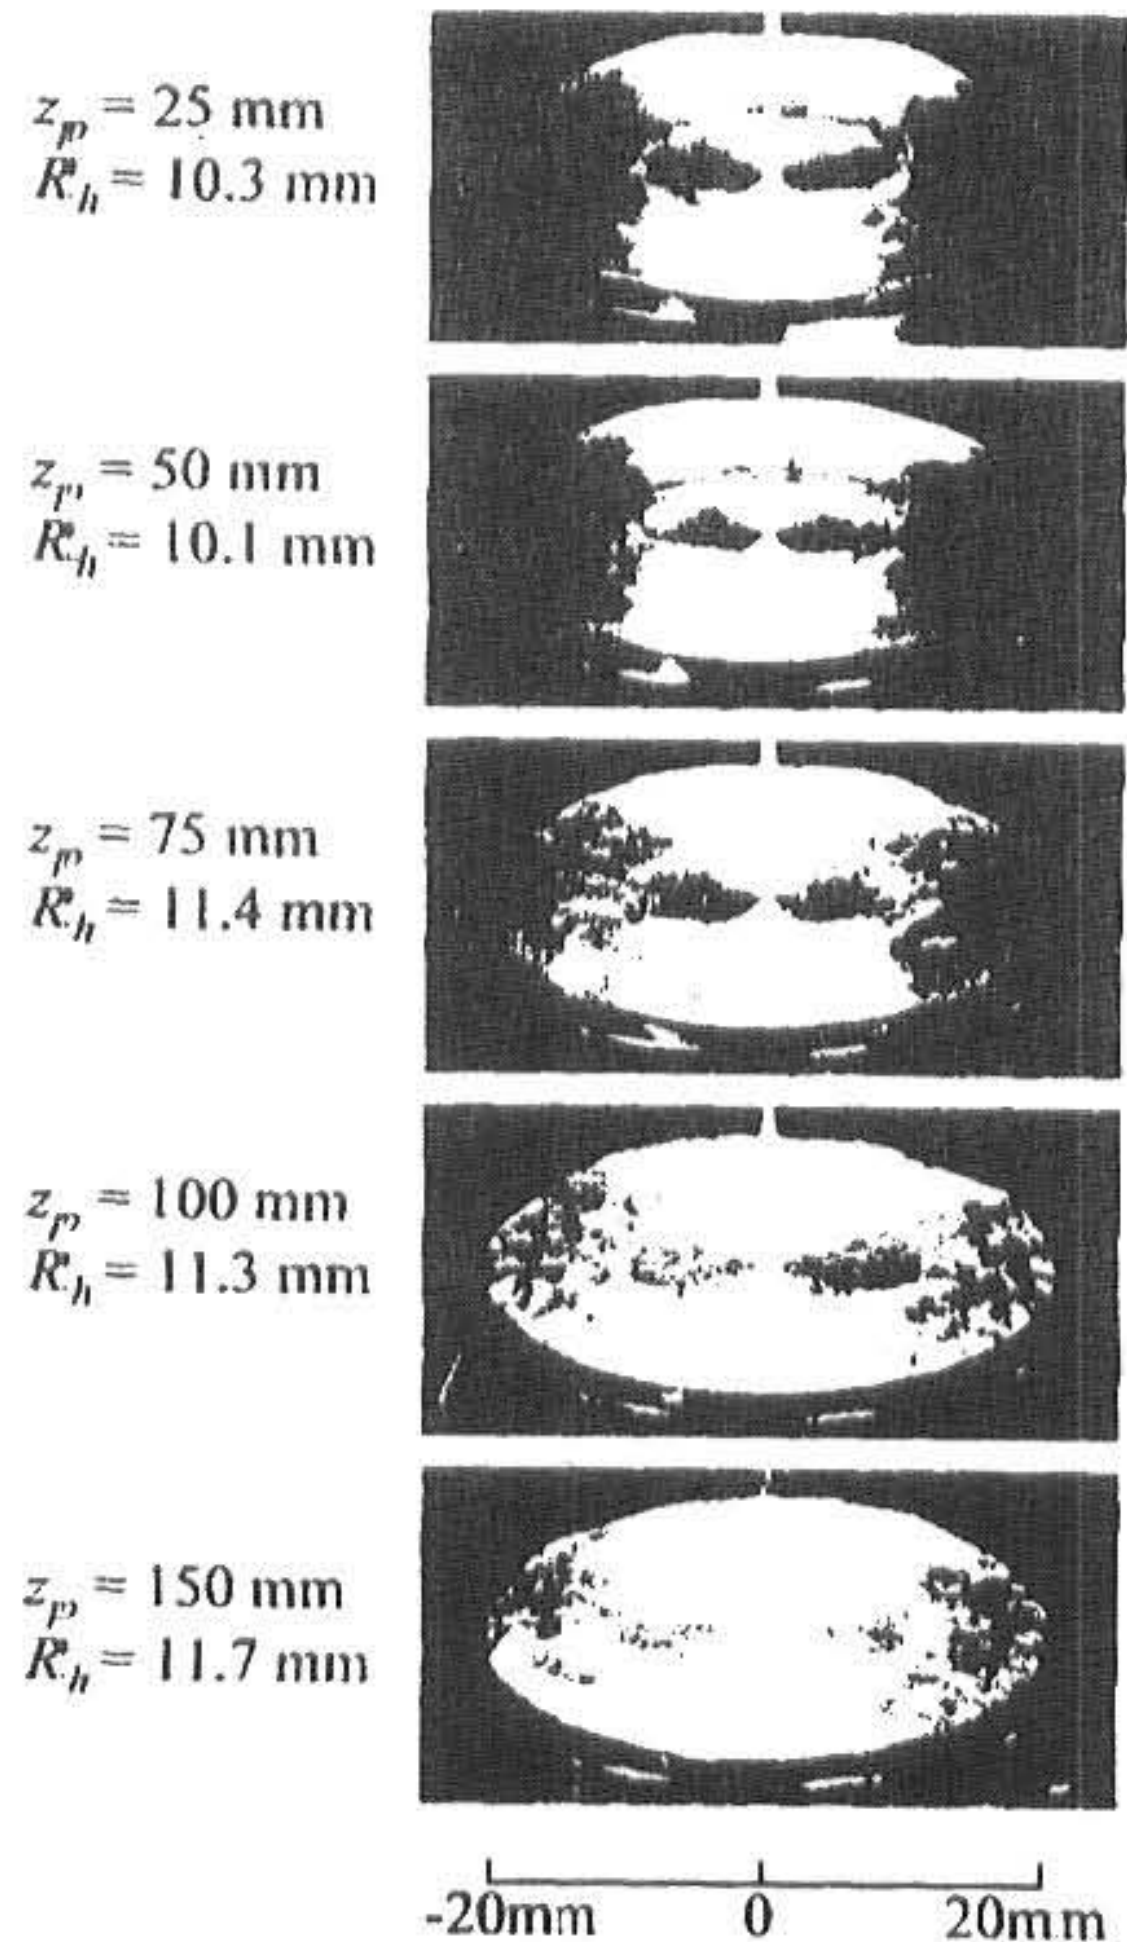 z_p = 25 mm
R_h = 10.3 mm
z_p = 50 mm
R_h = 10.1 mm
z_p = 75 mm
R_h = 11.4 mm
z_p = 100 mm
R_h = 11.3 mm
z_p = 150 mm
R_h = 11.7 mm
-20mm 0 20mm